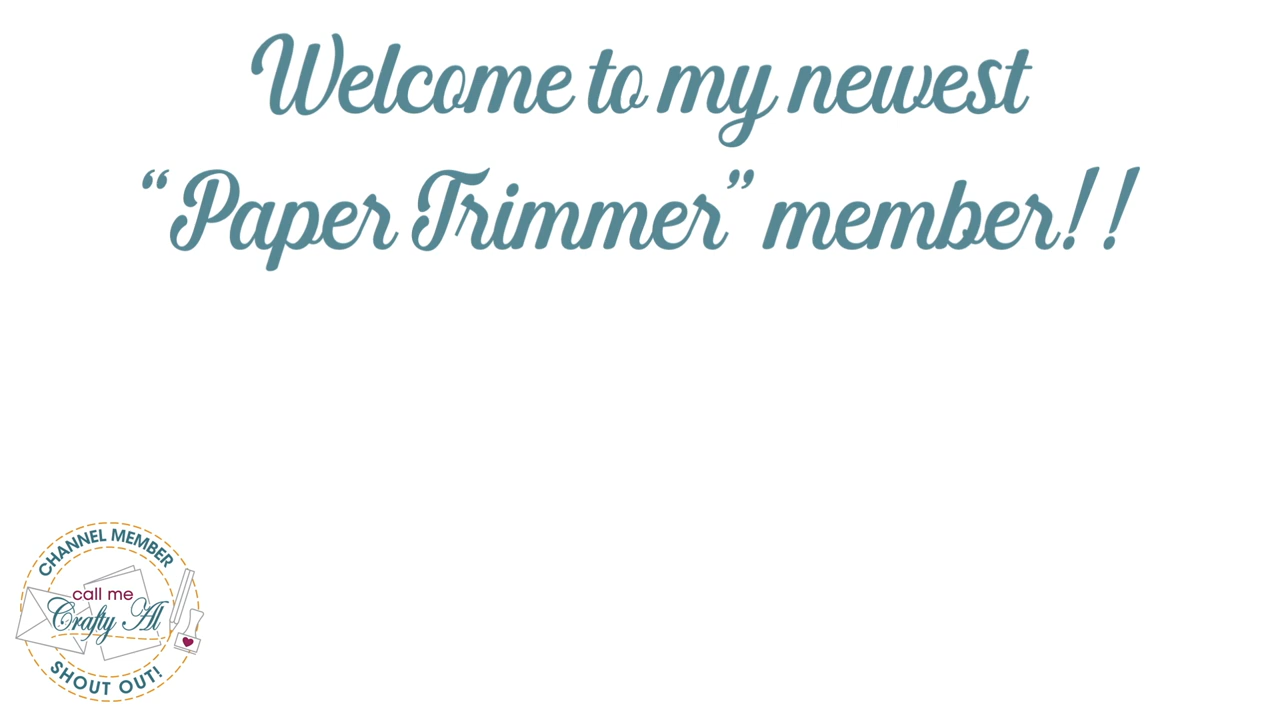 Welcome to my newest
“Paper Trimmer” member!!
CHANNEL MEMBER
call me
Crafty Al
SHOUT OUT!